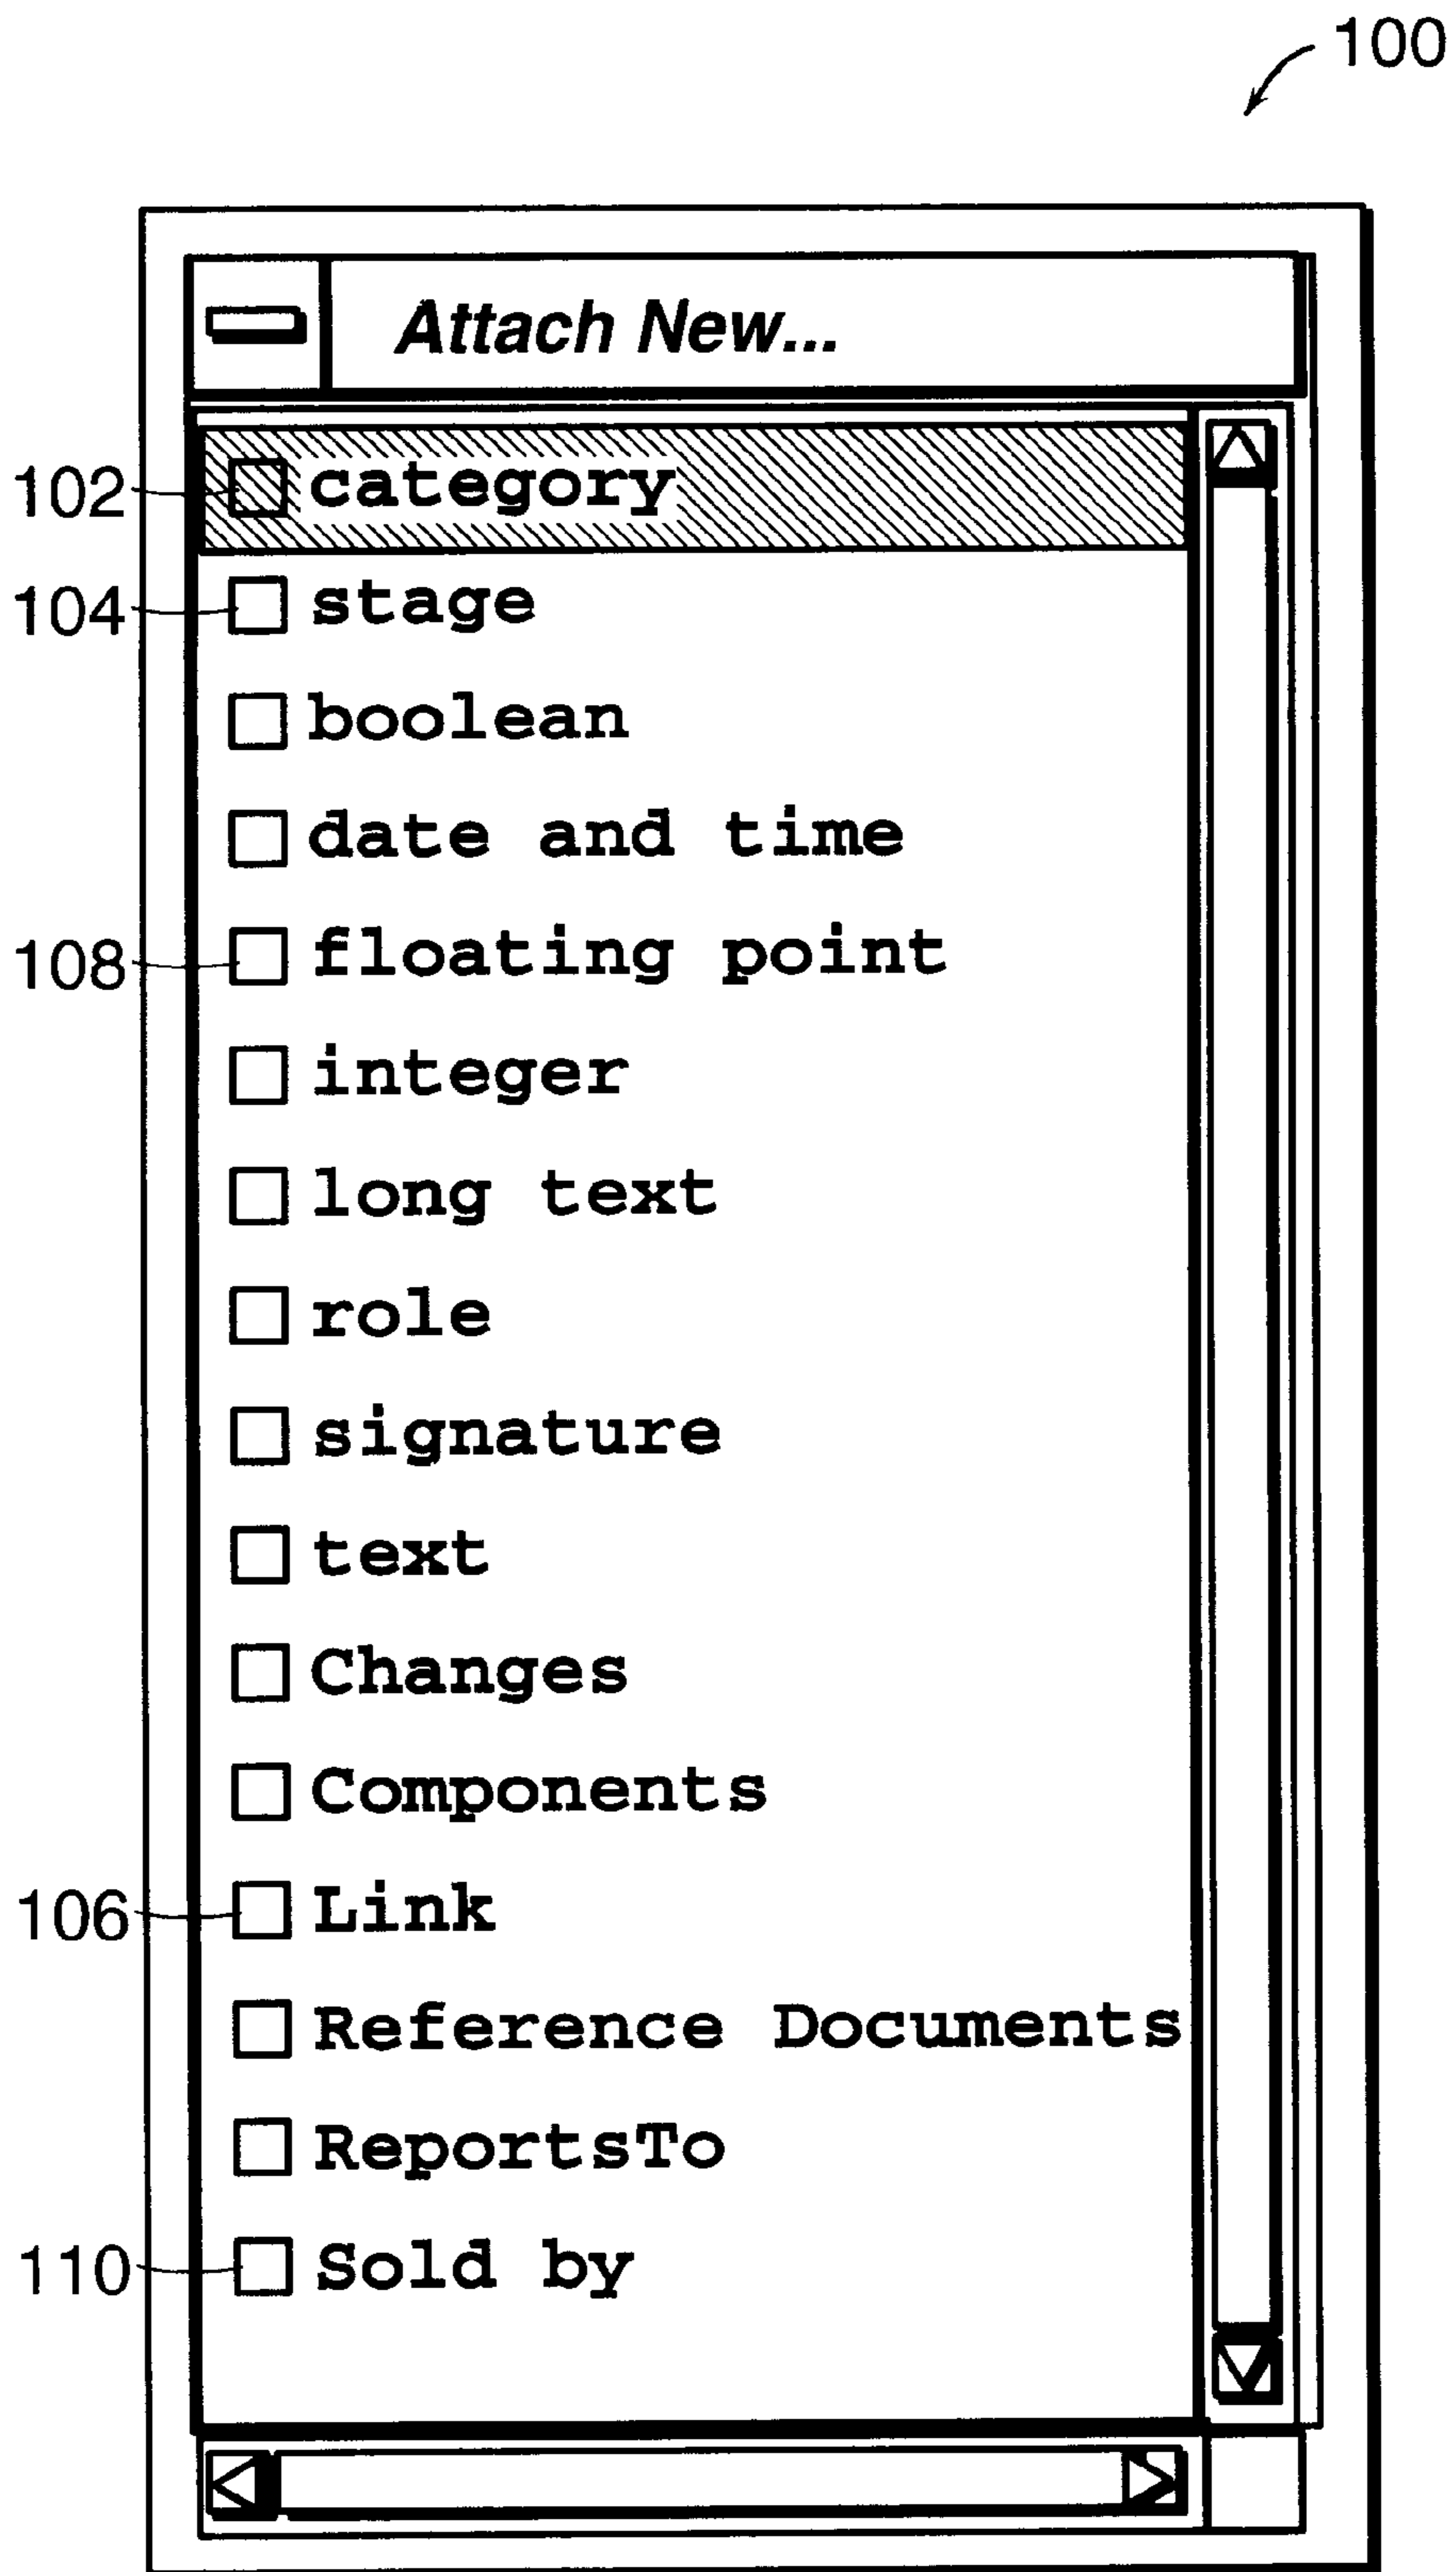 100
Attach New...
102 category
104 stage
boolean
date and time
108 floating point
integer
long text
role
signature
text
Changes
Components
106 Link
Reference Documents
ReportsTo
110 Sold by